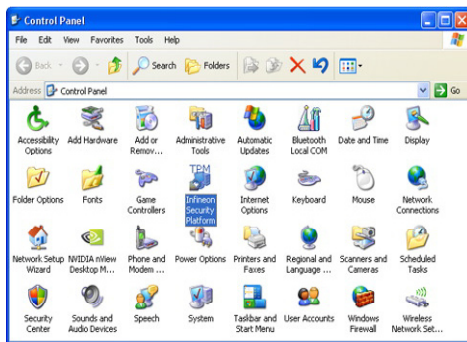 Control Panel
File Edit View Favorites Tools Help
Back Search Folders
Address Control Panel Go
Accessibility Options
Add Hardware
Add or Remov...
Administrative Tools
Automatic Updates
Bluetooth Local COM
Date and Time
Display
Folder Options
Fonts
Game Controllers
TPM
Infineon Security Platform
Internet Options
Keyboard
Mouse
Network Connections
Network Setup Wizard
NVIDIA nView Desktop M...
Phone and Modem ...
Power Options
Printers and Faxes
Regional and Language ...
Scanners and Cameras
Scheduled Tasks
Security Center
Sounds and Audio Devices
Speech
System
Taskbar and Start Menu
User Accounts
Windows Firewall
Wireless Network Set...